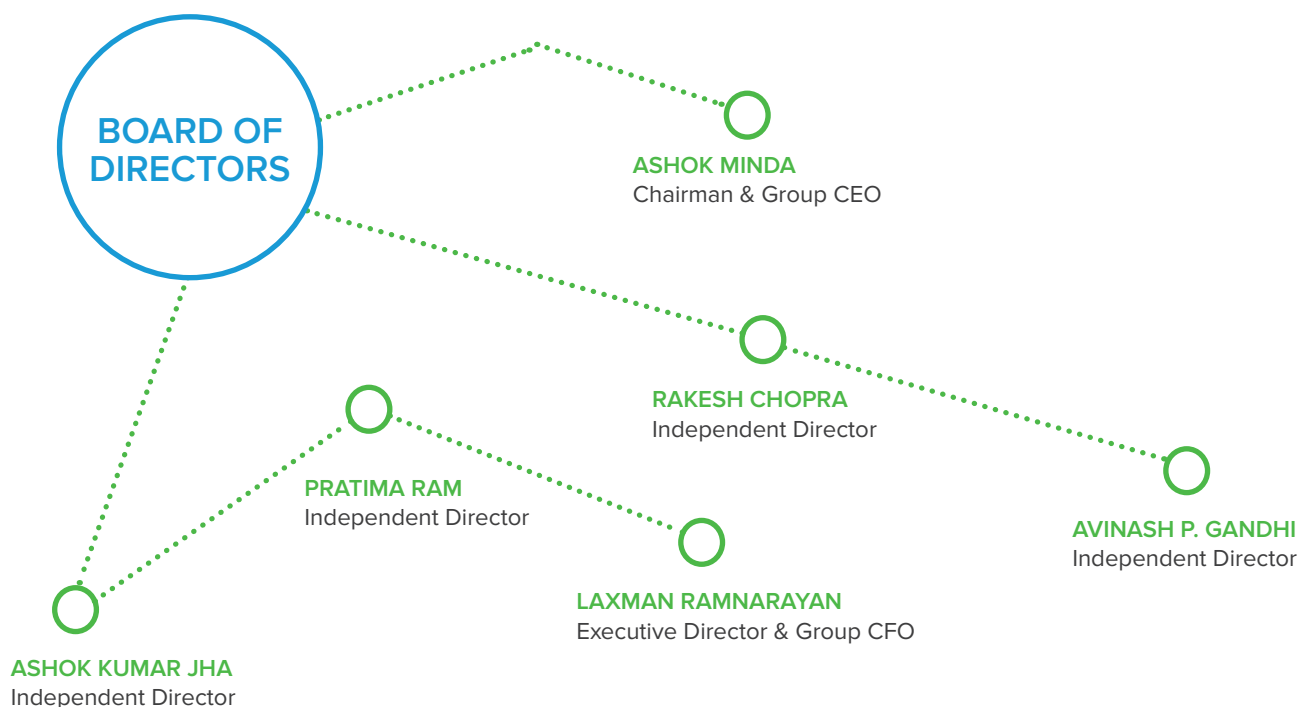 BOARD OF
DIRECTORS
ASHOK MINDA
Chairman & Group CEO
RAKESH CHOPRA
Independent Director
PRATIMA RAM
Independent Director
AVINASH P. GANDHI
Independent Director
LAXMAN RAMNARAYAN
Executive Director & Group CFO
ASHOK KUMAR JHA
Independent Director